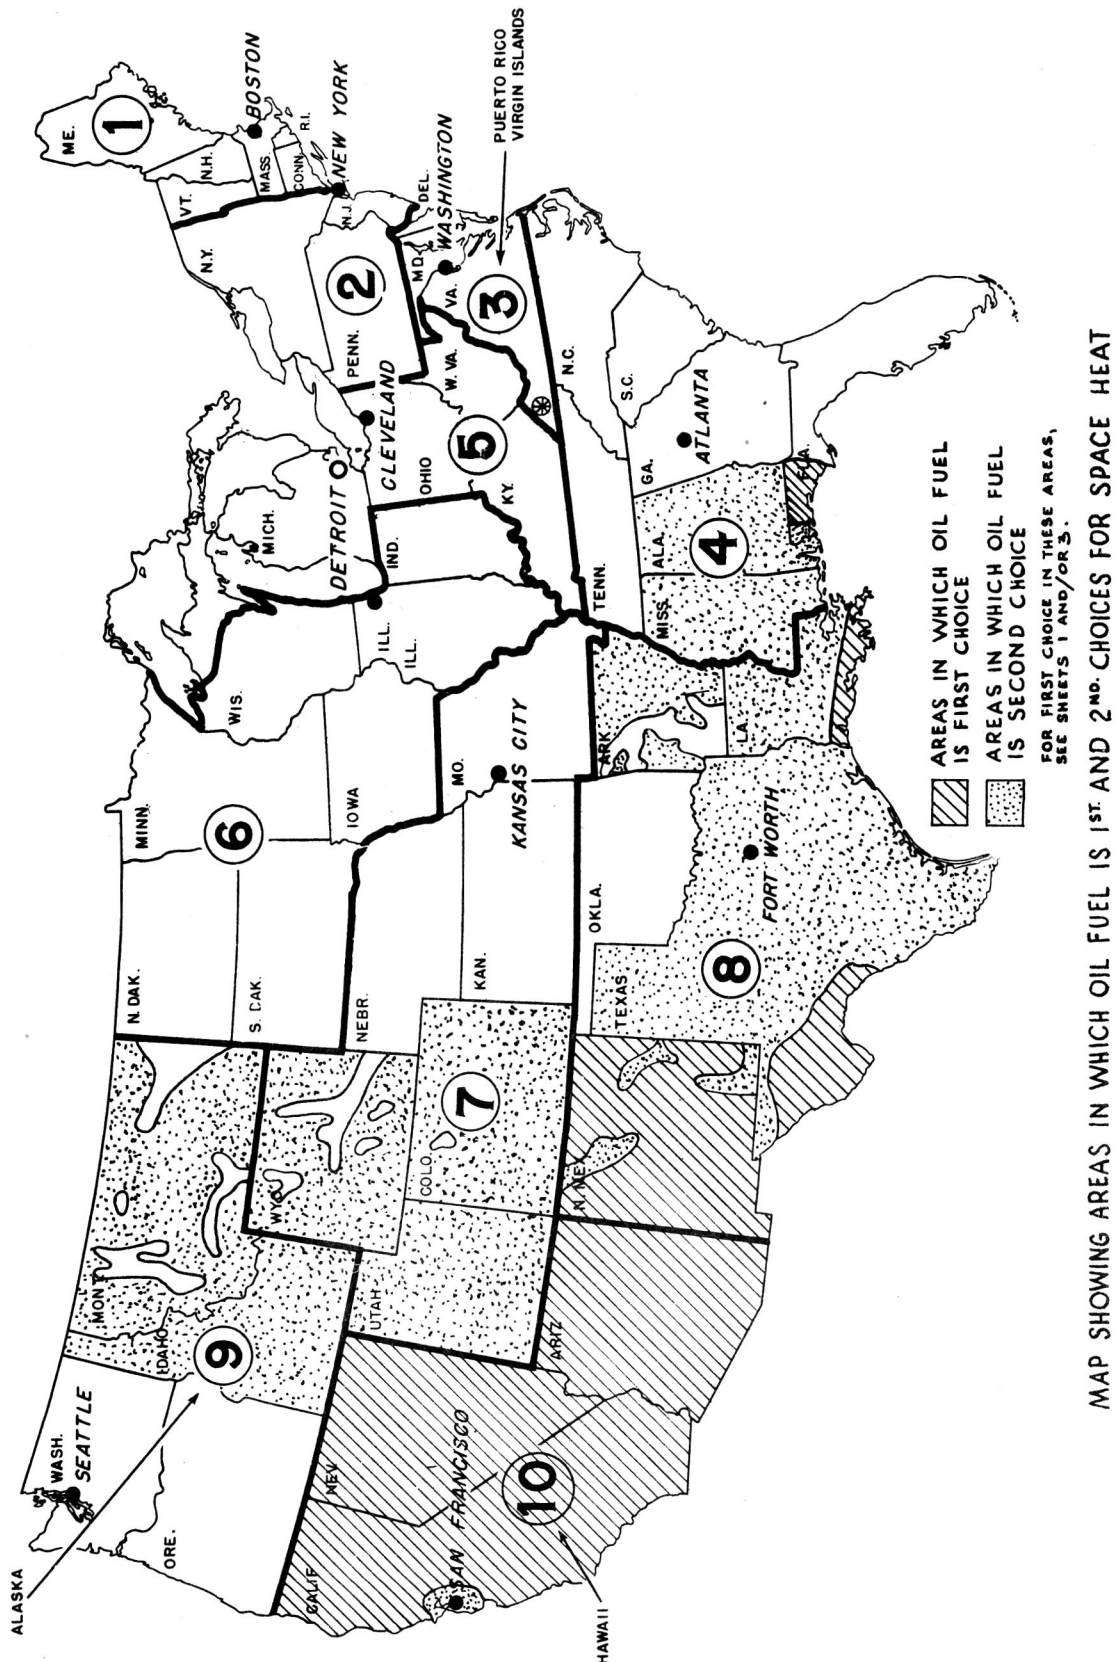 ALASKA
WASH.
SEATTLE
ORE.
MONT.
IDAHO
9
N. DAK.
S. DAK.
MINN.
6
WIS.
MICH.
DETROIT
ME.
1
VT.
N.H.
BOSTON
MASS.
CONN.
R.I.
N.Y.
NEW YORK
N.J.
PENN.
2
DEL.
MD.
WASHINGTON
VA.
3
PUERTO RICO
VIRGIN ISLANDS
W. VA.
CLEVELAND
OHIO
5
KY.
IND.
ILL.
ILL.
IOWA
NEBR.
WYO.
7
COLO.
KAN.
KANSAS CITY
MO.
UTAH
NEV.
CALIF.
SAN FRANCISCO
10
HAWAII
ARIZ.
N. MEX.
TEXAS
8
FORT WORTH
OKLA.
ARK.
LA.
MISS.
ALA.
4
TENN.
GA.
ATLANTA
FLA.
S.C.
N.C.
AREAS IN WHICH OIL FUEL
IS FIRST CHOICE
AREAS IN WHICH OIL FUEL
IS SECOND CHOICE
FOR FIRST CHOICE IN THESE AREAS,
SEE SHEETS 1 AND/OR 3.
MAP SHOWING AREAS IN WHICH OIL FUEL IS 1ST AND 2ND. CHOICES FOR SPACE HEAT